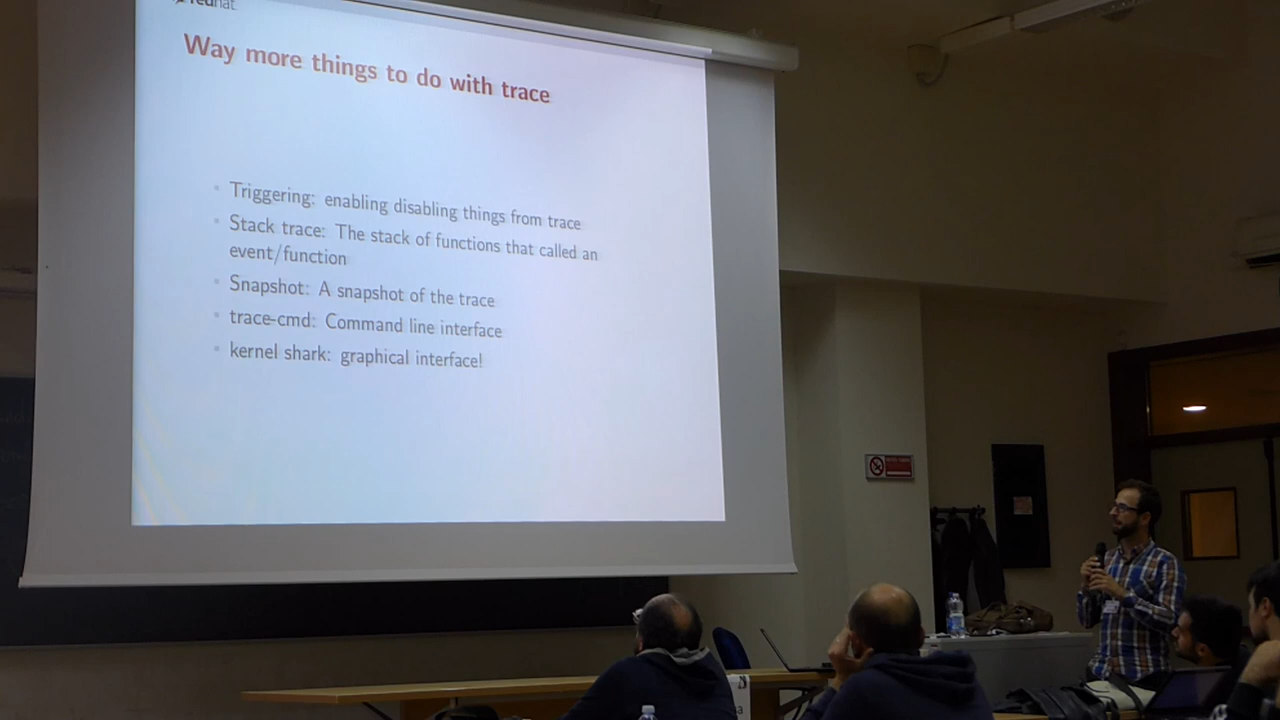 redhat
Way more things to do with trace
Triggering: enabling disabling things from trace
Stack trace: The stack of functions that called an
event/function
Snapshot: A snapshot of the trace
trace-cmd: Command line interface
kernel shark: graphical interface!